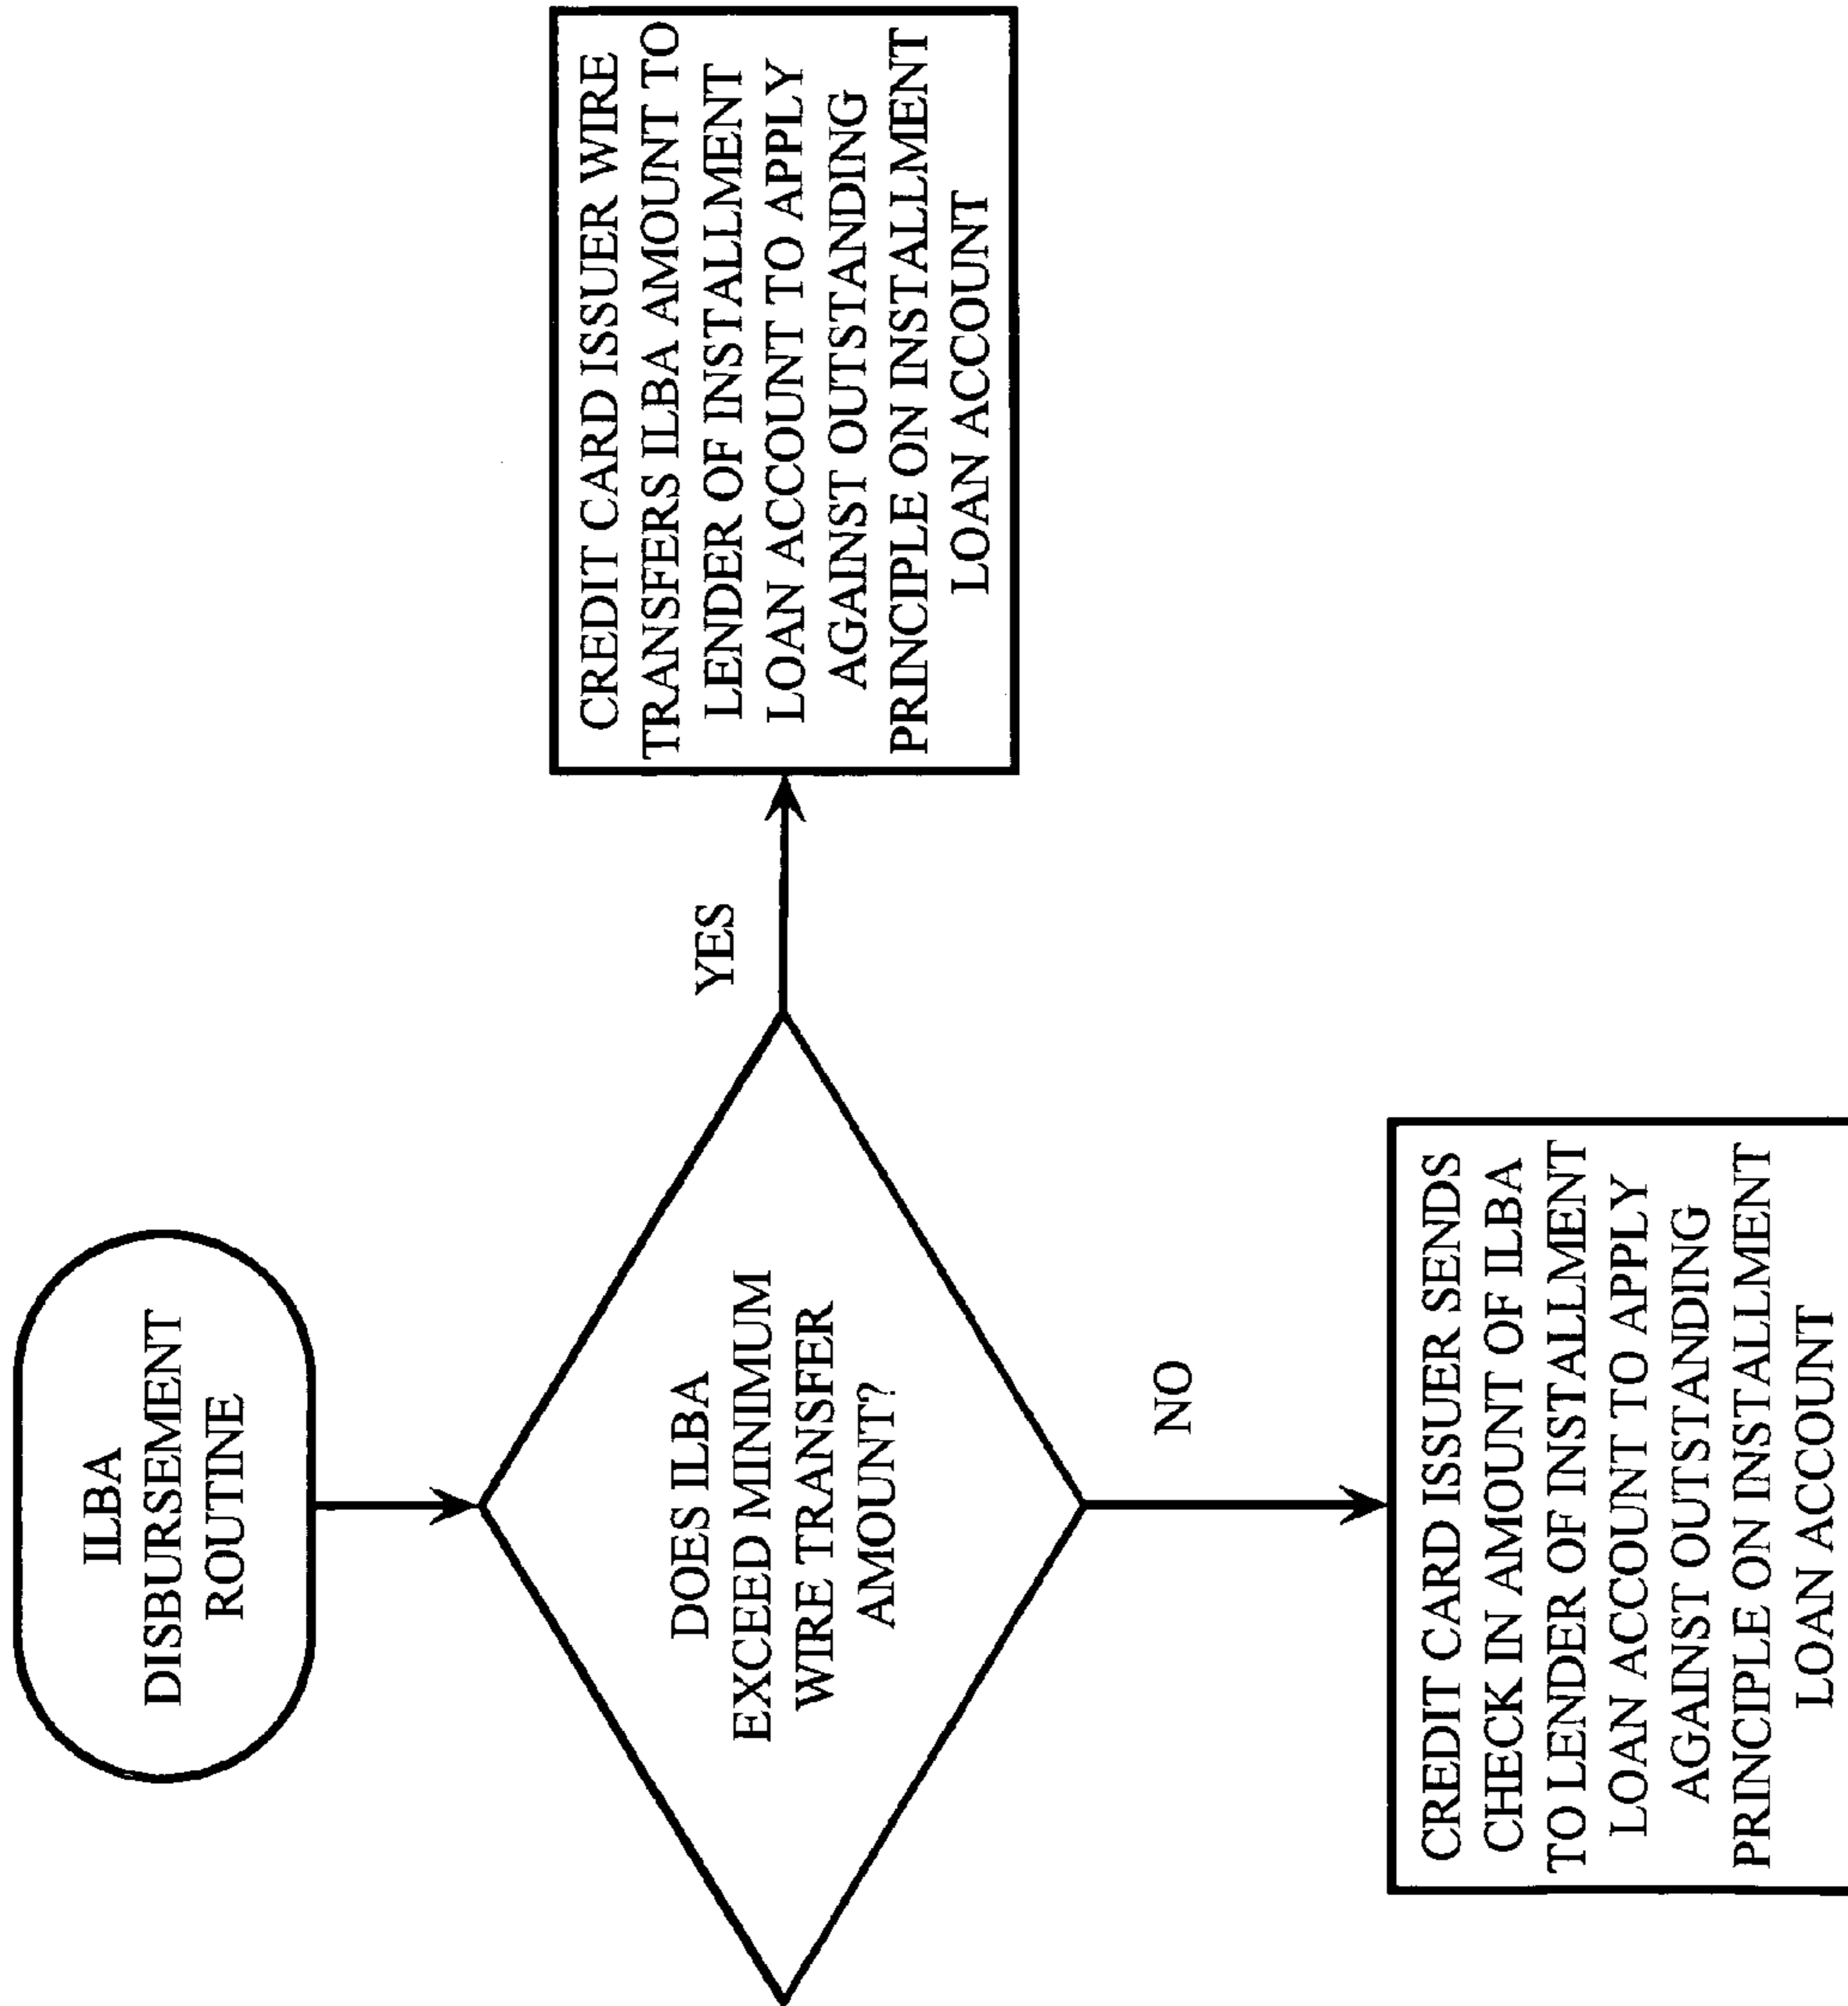 ILBA
DISBURSEMENT
ROUTINE
DOES ILBA
EXCEED MINIMUM
WIRE TRANSFER
AMOUNT?
YES
CREDIT CARD ISSUER WIRE
TRANSFERS ILBA AMOUNT TO
LENDER OF INSTALLMENT
LOAN ACCOUNT TO APPLY
AGAINST OUTSTANDING
PRINCIPLE ON INSTALLMENT
LOAN ACCOUNT
NO
CREDIT CARD ISSUER SENDS
CHECK IN AMOUNT OF ILBA
TO LENDER OF INSTALLMENT
LOAN ACCOUNT TO APPLY
AGAINST OUTSTANDING
PRINCIPLE ON INSTALLMENT
LOAN ACCOUNT